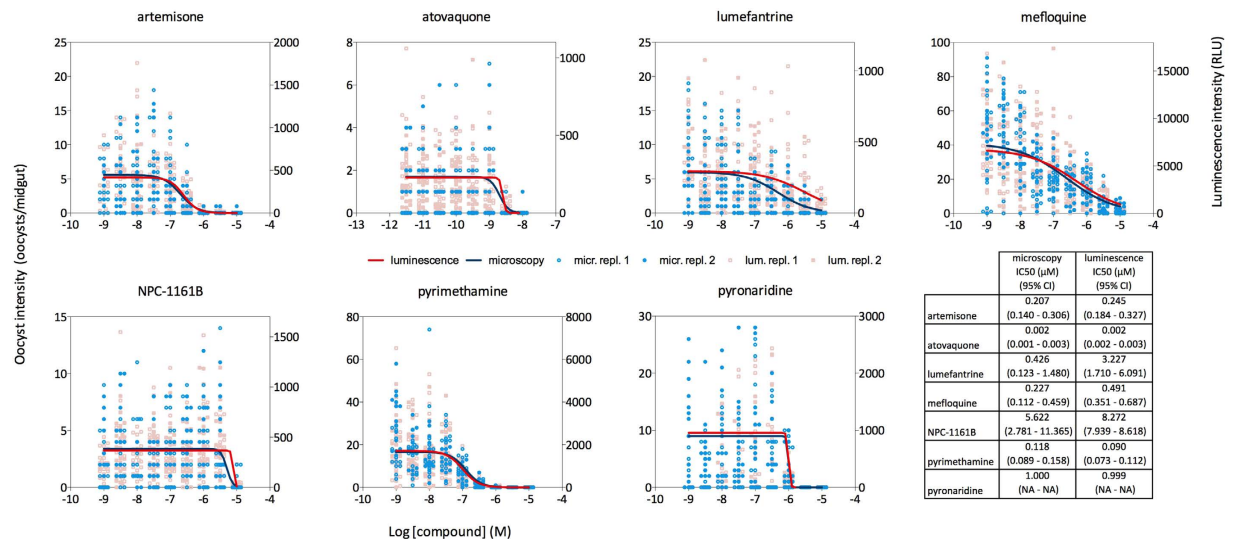 artemisone
atovaquone
lumefantrine
mefloquine
25 20 15 10 5 0
2000 1500 1000 500 0
-10 -9 -8 -7 -6 -5 -4
8 6 4 2 0
1000 500 0
-13 -12 -11 -10 -9 -8 -7
25 20 15 10 5 0
1000 500 0
-10 -9 -8 -7 -6 -5 -4
100 80 60 40 20 0
15000 10000 5000 0
-10 -9 -8 -7 -6 -5 -4
Oocyst intensity (oocysts/midgut)
Luminescence intensity (RLU)
luminescence microscopy micr. repl. 1 micr. repl. 2 lum. repl. 1 lum. repl. 2
NPC-1161B
pyrimethamine
pyronaridine
15 10 5 0
1500 1000 500 0
-10 -9 -8 -7 -6 -5 -4
80 60 40 20 0
8000 6000 4000 2000 0
-10 -9 -8 -7 -6 -5 -4
30 20 10 0
3000 2000 1000 0
-10 -9 -8 -7 -6 -5 -4
Log [compound] (M)
microscopy luminescence
IC50 (µM) IC50 (µM)
(95% CI) (95% CI)
artemisone 0.207 0.245
(0.140 - 0.306) (0.184 - 0.327)
atovaquone 0.002 0.002
(0.001 - 0.003) (0.002 - 0.003)
lumefantrine 0.426 3.227
(0.123 - 1.480) (1.710 - 6.091)
mefloquine 0.227 0.491
(0.112 - 0.459) (0.351 - 0.687)
NPC-1161B 5.622 8.272
(2.781 - 11.365) (7.939 - 8.618)
pyrimethamine 0.118 0.090
(0.089 - 0.158) (0.073 - 0.112)
pyronaridine 1.000 0.999
(NA - NA) (NA - NA)